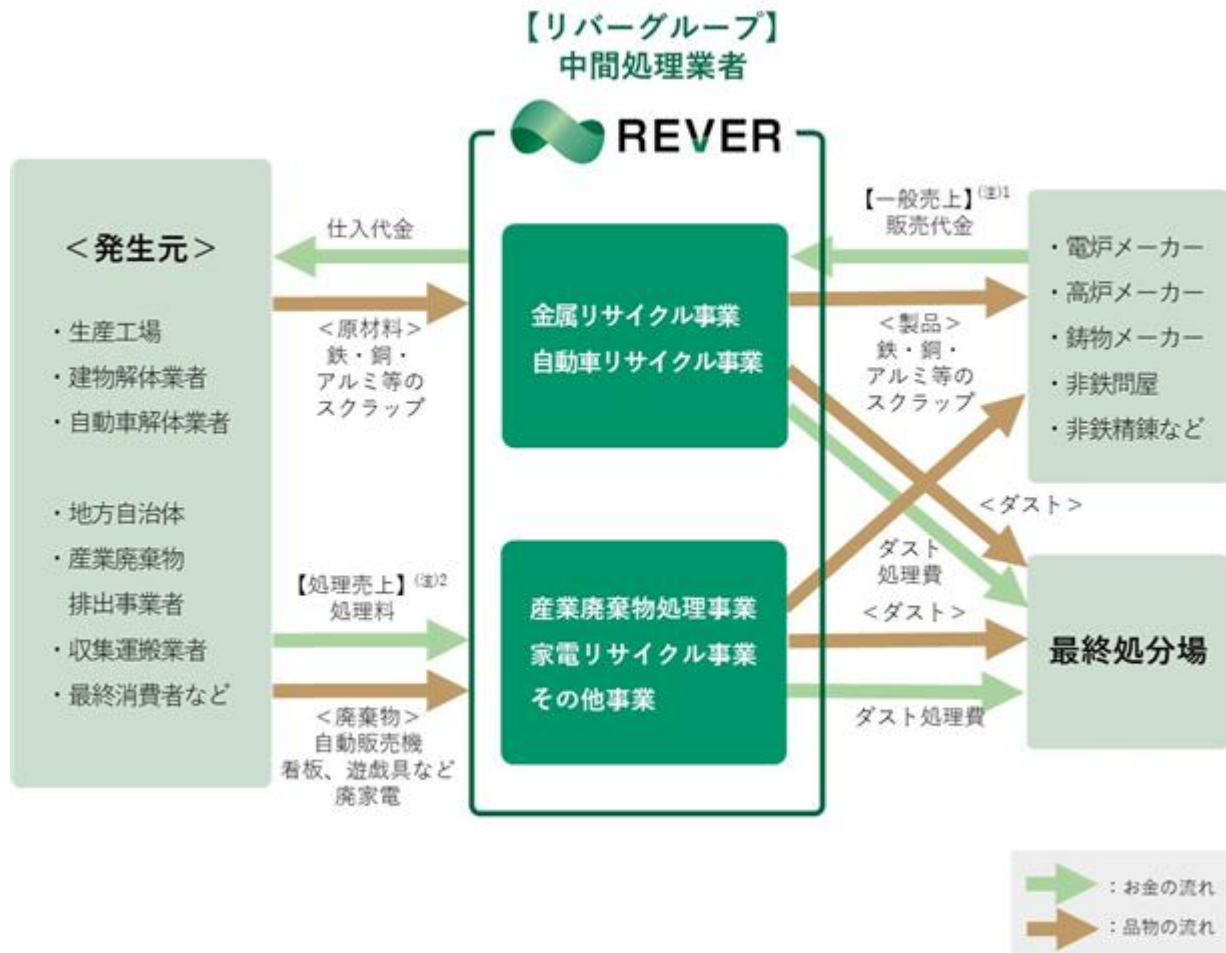 【リバーグループ】
中間処理業者
REVER
＜発生元＞
・生産工場
・建物解体業者
・自動車解体業者
・地方自治体
・産業廃棄物
排出事業者
・収集運搬業者
・最終消費者など
仕入代金
＜原材料＞
鉄・銅・
アルミ等の
スクラップ
【処理売上】(注)2
処理料
＜廃棄物＞
自動販売機
看板、遊戯具など
廃家電
金属リサイクル事業
自動車リサイクル事業
産業廃棄物処理事業
家電リサイクル事業
その他事業
【一般売上】(注)1
販売代金
＜製品＞
鉄・銅・
アルミ等の
スクラップ
＜ダスト＞
ダスト
処理費
＜ダスト＞
ダスト処理費
・電炉メーカー
・高炉メーカー
・鋳物メーカー
・非鉄問屋
・非鉄精錬など
最終処分場
：お金の流れ
：品物の流れ